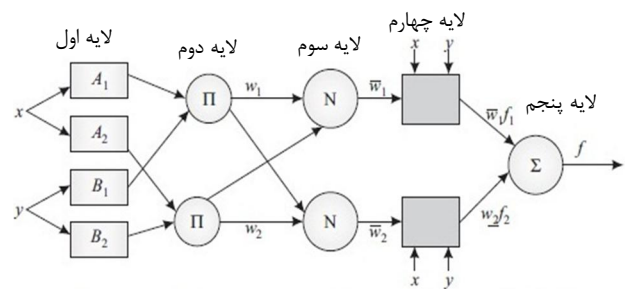 لایه اول
لایه دوم
لایه سوم
لایه چهارم
لایه پنجم
x y
A₁
A₂
B₁
B₂
x
y
Π
Π
w₁
w₂
N
N
w̅₁
w̅₂
w̅₁f₁
w̲₂f₂
Σ
f
x y